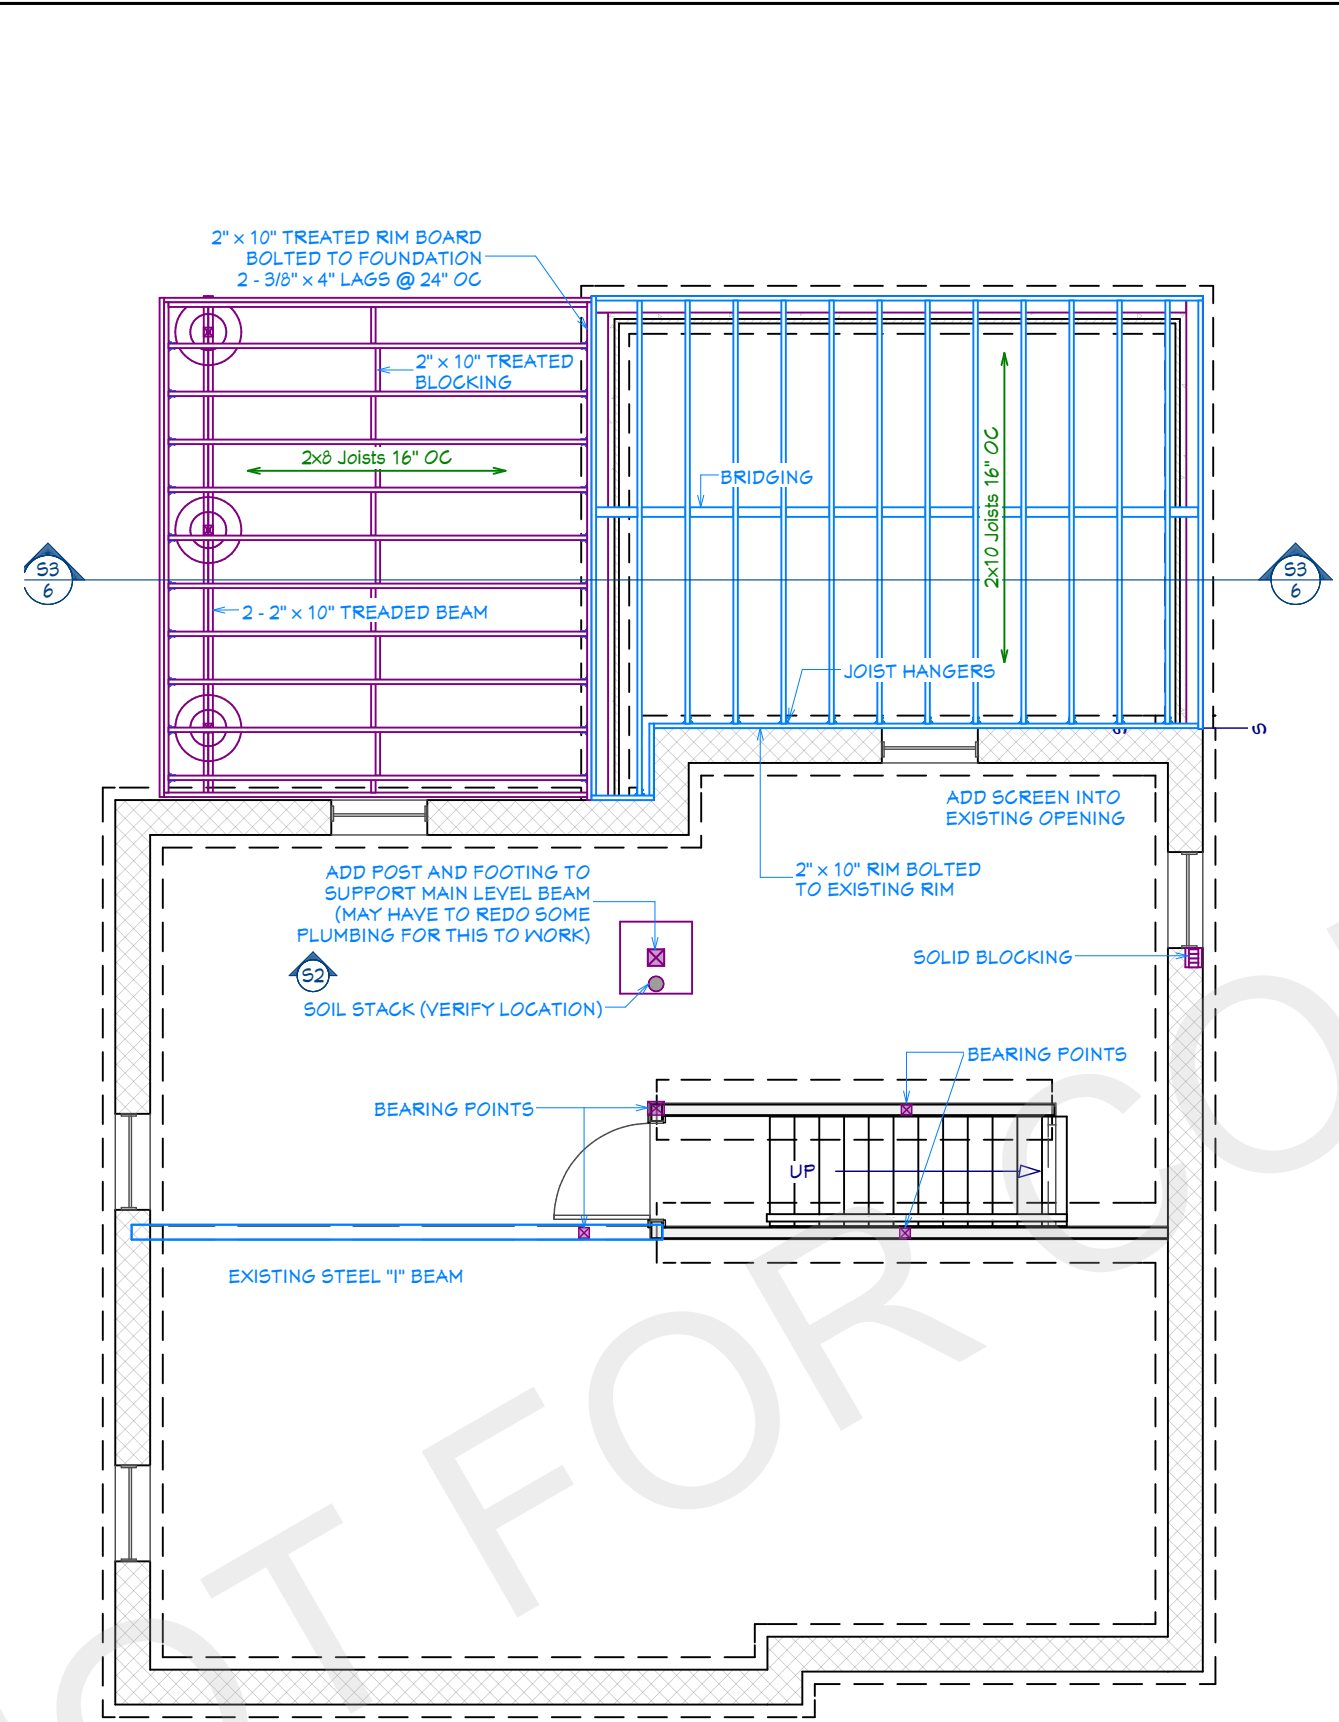 2" x 10" TREATED RIM BOARD
BOLTED TO FOUNDATION
2 - 3/8" x 4" LAGS @ 24" OC
2" x 10" TREATED
BLOCKING
2x8 Joists 16" OC
BRIDGING
2x10 Joists 16" OC
S3
6
S3
6
2 - 2" x 10" TREADED BEAM
JOIST HANGERS
S
S
ADD SCREEN INTO
EXISTING OPENING
2" x 10" RIM BOLTED
TO EXISTING RIM
ADD POST AND FOOTING TO
SUPPORT MAIN LEVEL BEAM
(MAY HAVE TO REDO SOME
PLUMBING FOR THIS TO WORK)
S2
SOLID BLOCKING
SOIL STACK (VERIFY LOCATION)
BEARING POINTS
BEARING POINTS
UP
EXISTING STEEL "I" BEAM
OT FOR CO